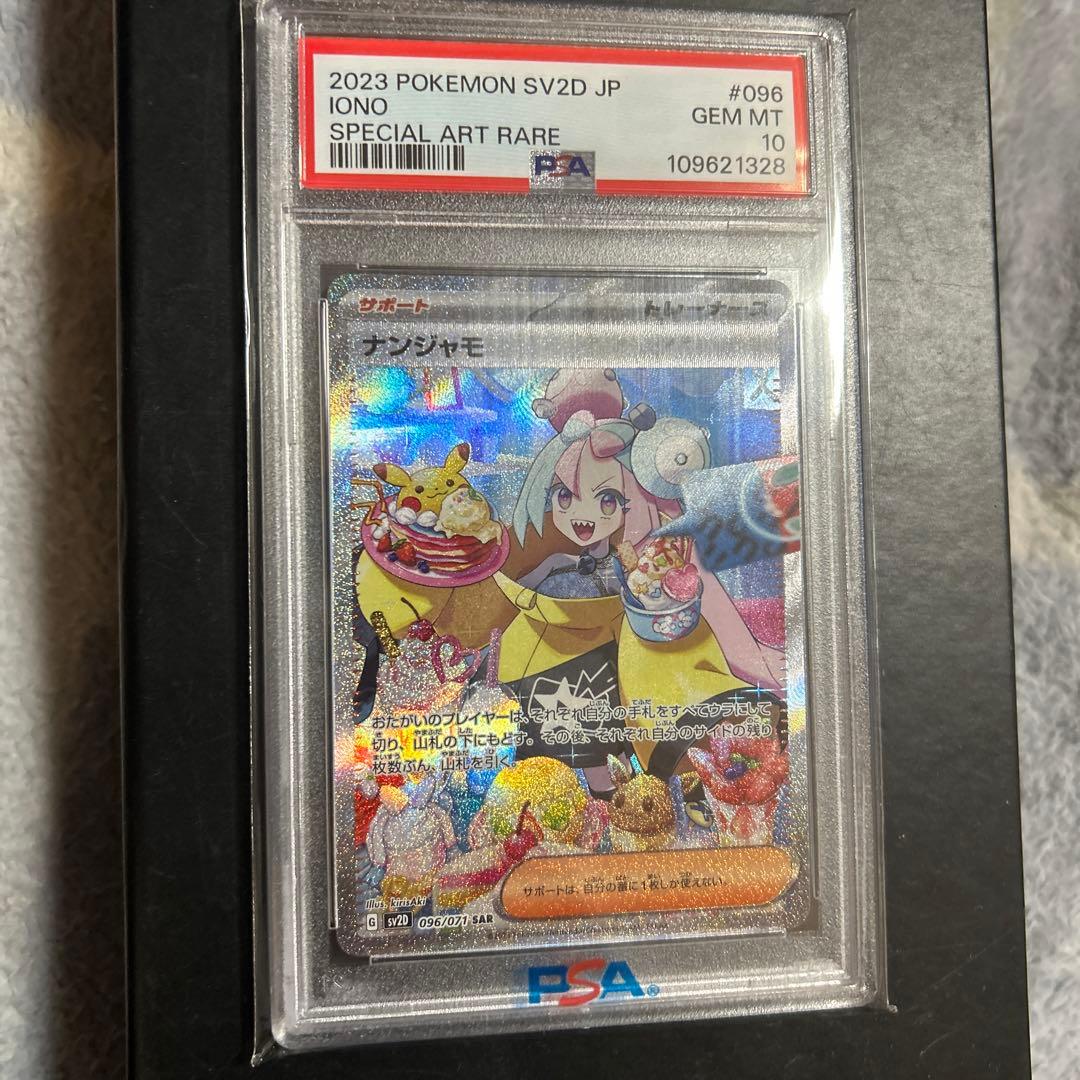 2023 POKEMON SV2D JP #096
IONO GEM MT
SPECIAL ART RARE 10
PSA 109621328
サポート トレーナーズ
ナンジャモ
おたがいのプレイヤーは、それぞれ自分の手札をすべてウラにして
切り、山札の下にもどす。その後、それぞれ自分のサイドの残り
枚数ぶん、山札を引く。
サポートは、自分の番に1枚しか使えない。
Illus. kirisAki
G sv2D 096/071 SAR
PSA®